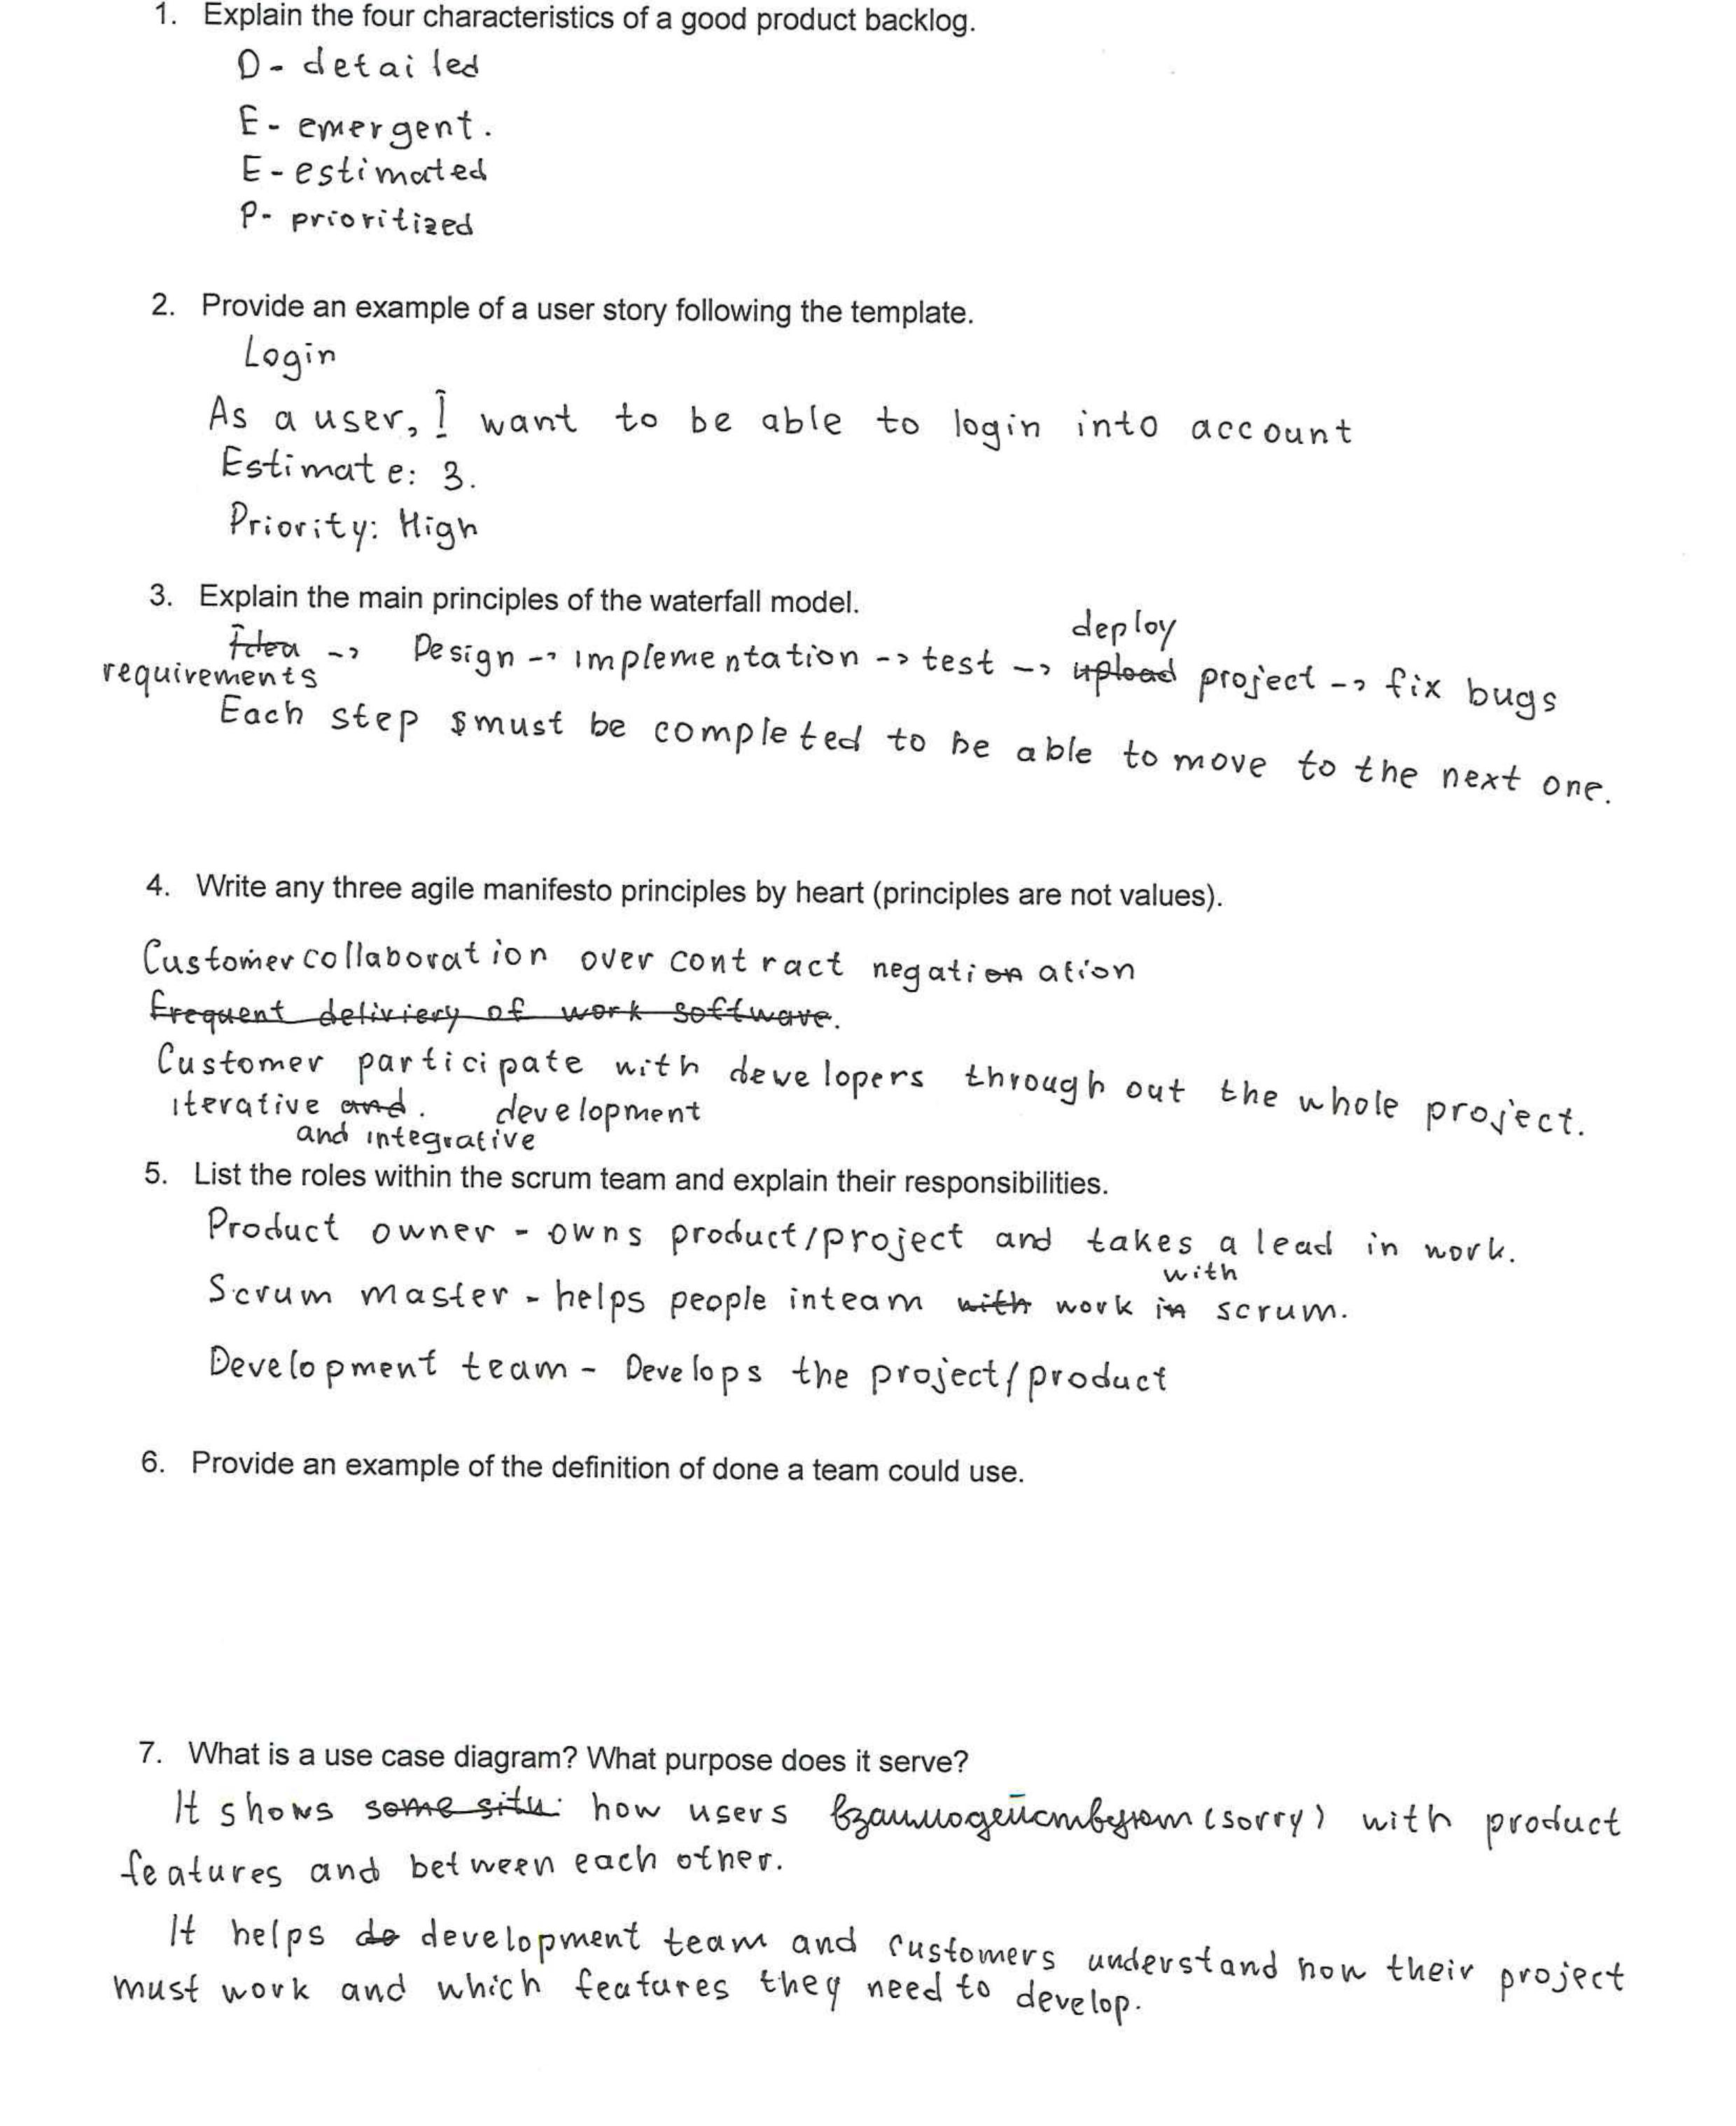 1. Explain the four characteristics of a good product backlog.
D- detailed
E- emergent.
E- estimated
P- prioritized
2. Provide an example of a user story following the template.
Login
As a user, I want to be able to login into account
Estimate: 3.
Priority: High
3. Explain the main principles of the waterfall model.
deploy
Idea -> Design -> implementation -> test -> upload project -> fix bugs
requirements
Each step must be completed to be able to move to the next one.
4. Write any three agile manifesto principles by heart (principles are not values).
Customer collaboration over contract negation ation
Frequent deliviery of work software.
Customer participate with developers through out the whole project.
iterative and. development
and integrative
5. List the roles within the scrum team and explain their responsibilities.
Product owner - owns product/project and takes a lead in work.
with
Scrum master - helps people in team with work in scrum.
Development team - Develops the project/product
6. Provide an example of the definition of done a team could use.
7. What is a use case diagram? What purpose does it serve?
It shows some situ. how users взаимодействуют (sorry) with product
features and between each other.
It helps do development team and customers understand how their project
must work and which features they need to develop.